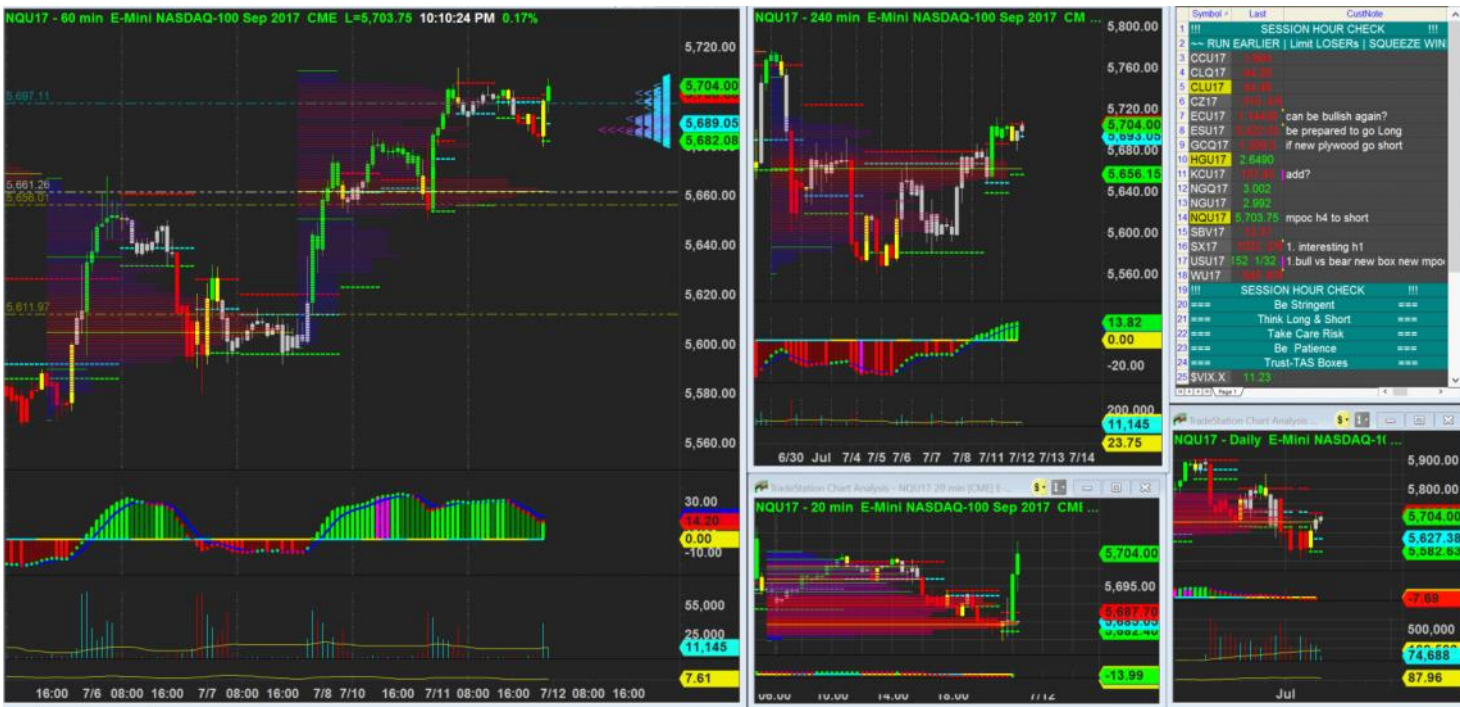 NQU17 - 60 min E-Mini NASDAQ-100 Sep 2017 CME L=5,703.75 10:10:24 PM 0.17%
5,720.00
5,704.00
5,697.11
5,689.05
5,682.08
5,661.26
5,660.00
5,656.01
5,640.00
5,620.00
5,611.97
5,600.00
5,580.00
5,560.00
30.00
14.20
0.00
-10.00
55,000
25,000
11,145
7.61
16:00 7/6 08:00 16:00 7/7 08:00 16:00 7/8 7/10 16:00 7/11 08:00 16:00 7/12 08:00 16:00
NQU17 - 240 min E-Mini NASDAQ-100 Sep 2017 CM ...
5,800.00
5,760.00
5,720.00
5,704.00
5,693.05
5,680.00
5,656.15
5,640.00
5,600.00
5,560.00
13.82
0.00
-20.00
200,000
11,145
23.75
6/30 Jul 7/4 7/5 7/6 7/7 7/8 7/11 7/12 7/13 7/14
TradeStation Chart Analysis - NQU17 20 min [CME] E-...
NQU17 - 20 min E-Mini NASDAQ-100 Sep 2017 CME ...
5,704.00
5,695.00
5,687.70
5,682.40
-13.99
06:00 10:00 14:00 18:00 7/12
Symbol Last CustNote
1 !!! SESSION HOUR CHECK !!!
2 ~~ RUN EARLIER | Limit LOSERs | SQUEEZE WIN
3 CCU17
4 CLQ17
5 CLU17
6 CZ17
7 ECU17 can be bullish again?
8 ESU17 be prepared to go Long
9 GCQ17 if new plywood go short
10 HGU17 2.6490
11 KCU17 add?
12 NGQ17 3.002
13 NGU17 2.992
14 NQU17 5,703.75 mpoc h4 to short
15 SBV17
16 SX17 1. interesting h1
17 USU17 152 1/32 1.bull vs bear new box new mpo
18 WU17
19 !!! SESSION HOUR CHECK !!!
20 === Be Stringent ===
21 === Think Long & Short ===
22 === Take Care Risk ===
23 === Be Patience ===
24 === Trust-TAS Boxes ===
25 $VIX.X 11.23
Page 1
TradeStation Chart Analysis ...
NQU17 - Daily E-Mini NASDAQ-1( ...
5,900.00
5,800.00
5,704.00
5,627.38
5,582.63
-7.69
500,000
74,688
87.96
Jul